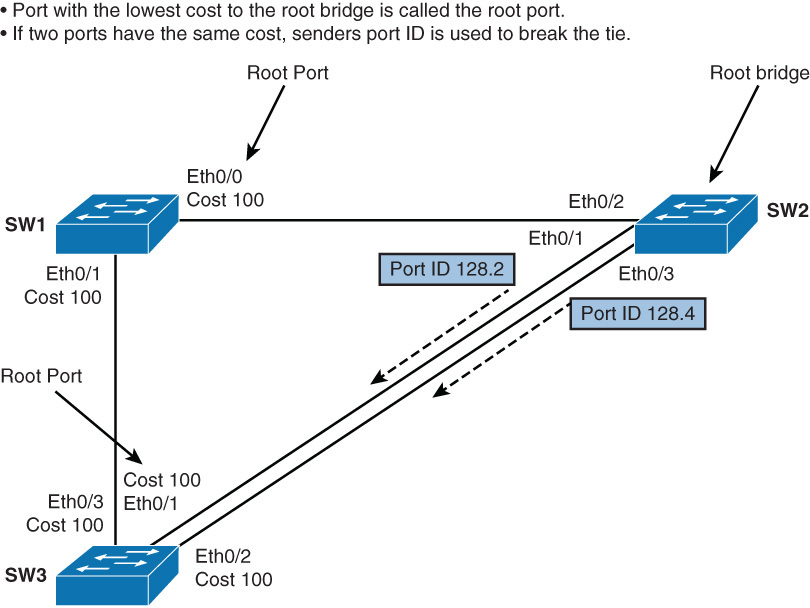 • Port with the lowest cost to the root bridge is called the root port.
• If two ports have the same cost, senders port ID is used to break the tie.
Root Port
Root bridge
Eth0/0
Cost 100
Eth0/2
SW1
SW2
Eth0/1
Eth0/1
Cost 100
Port ID 128.2
Eth0/3
Port ID 128.4
Root Port
Cost 100
Eth0/1
Eth0/3
Cost 100
Eth0/2
Cost 100
SW3